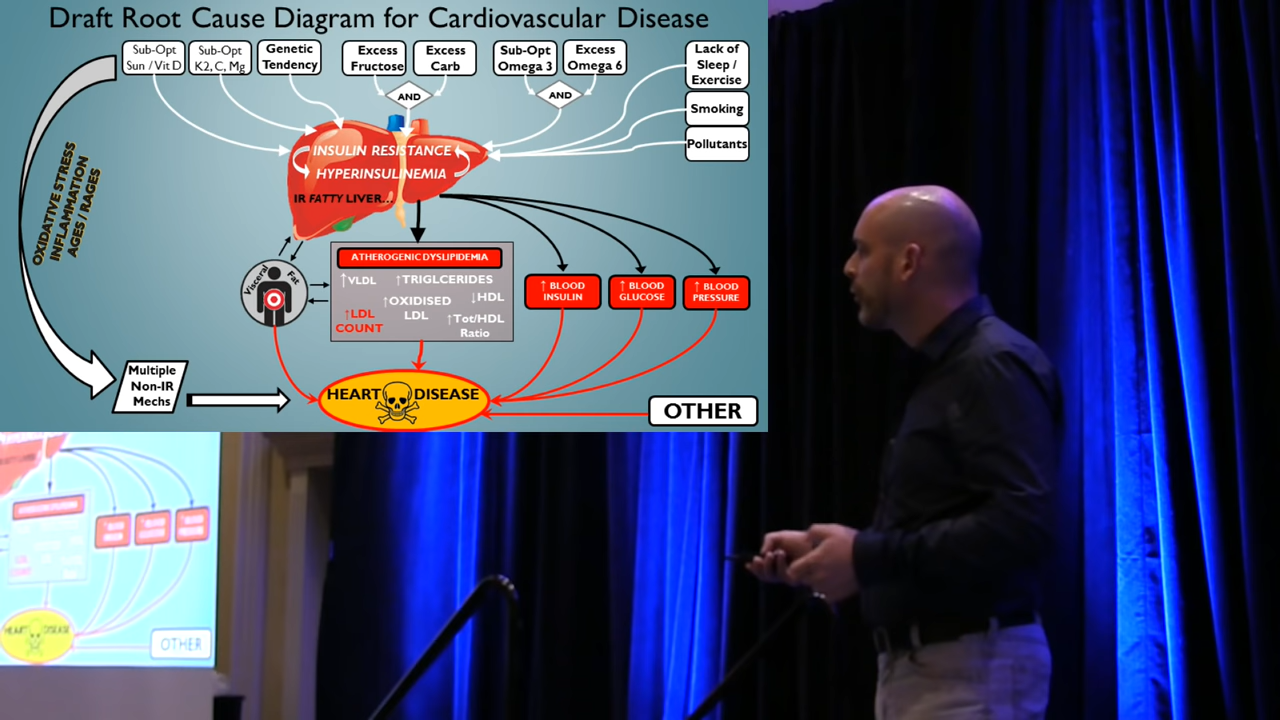 Draft Root Cause Diagram for Cardiovascular Disease
Sub-Opt
Sun / Vit D
Sub-Opt
K2, C, Mg
Genetic
Tendency
Excess
Fructose
Excess
Carb
Sub-Opt
Omega 3
Excess
Omega 6
Lack of
Sleep /
Exercise
Smoking
Pollutants
AND
AND
INSULIN RESISTANCE
HYPERINSULINEMIA
IR FATTY LIVER...
OXIDATIVE STRESS
INFLAMMATION
AGES / RAGES
Visceral Fat
ATHEROGENIC DYSLIPIDEMIA
↑VLDL
↑TRIGLCERIDES
↑OXIDISED
LDL
↓HDL
↑LDL
COUNT
↑Tot/HDL
Ratio
↑ BLOOD
INSULIN
↑ BLOOD
GLUCOSE
↑ BLOOD
PRESSURE
Multiple
Non-IR
Mechs
HEART DISEASE
OTHER
HEART DISEASE
OTHER